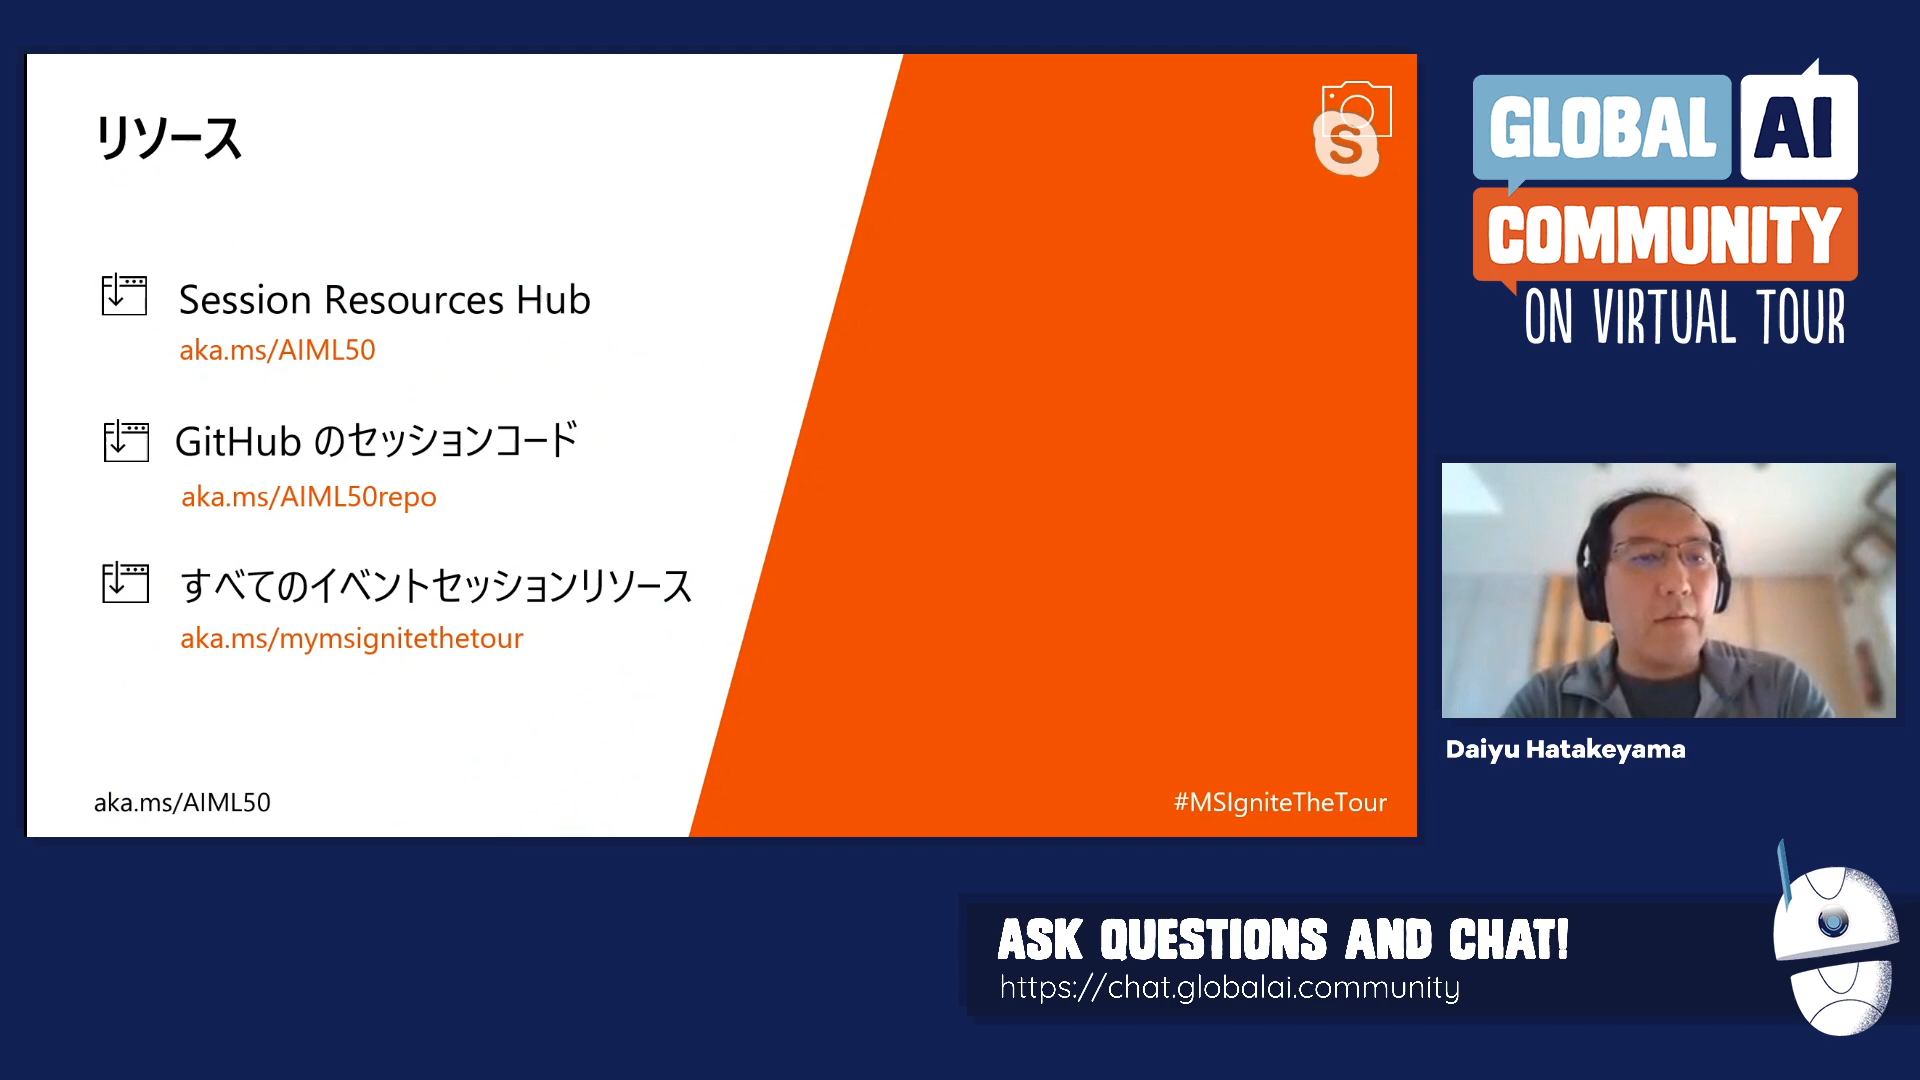 リソース
Session Resources Hub
aka.ms/AIML50
GitHub のセッションコード
aka.ms/AIML50repo
すべてのイベントセッションリソース
aka.ms/mymsignitethetour
aka.ms/AIML50
#MSIgniteTheTour
S
GLOBAL AI
COMMUNITY
ON VIRTUAL TOUR
Daiyu Hatakeyama
ASK QUESTIONS AND CHAT!
https://chat.globalai.community